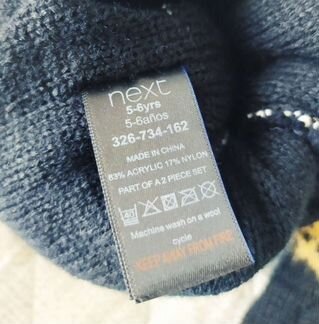 next
5-6yrs
5-6años
326-734-162
MADE IN CHINA
83% ACRYLIC 17% NYLON
PART OF A 2 PIECE SET
40
Machine wash on a wool
cycle
KEEP AWAY FROM FIRE